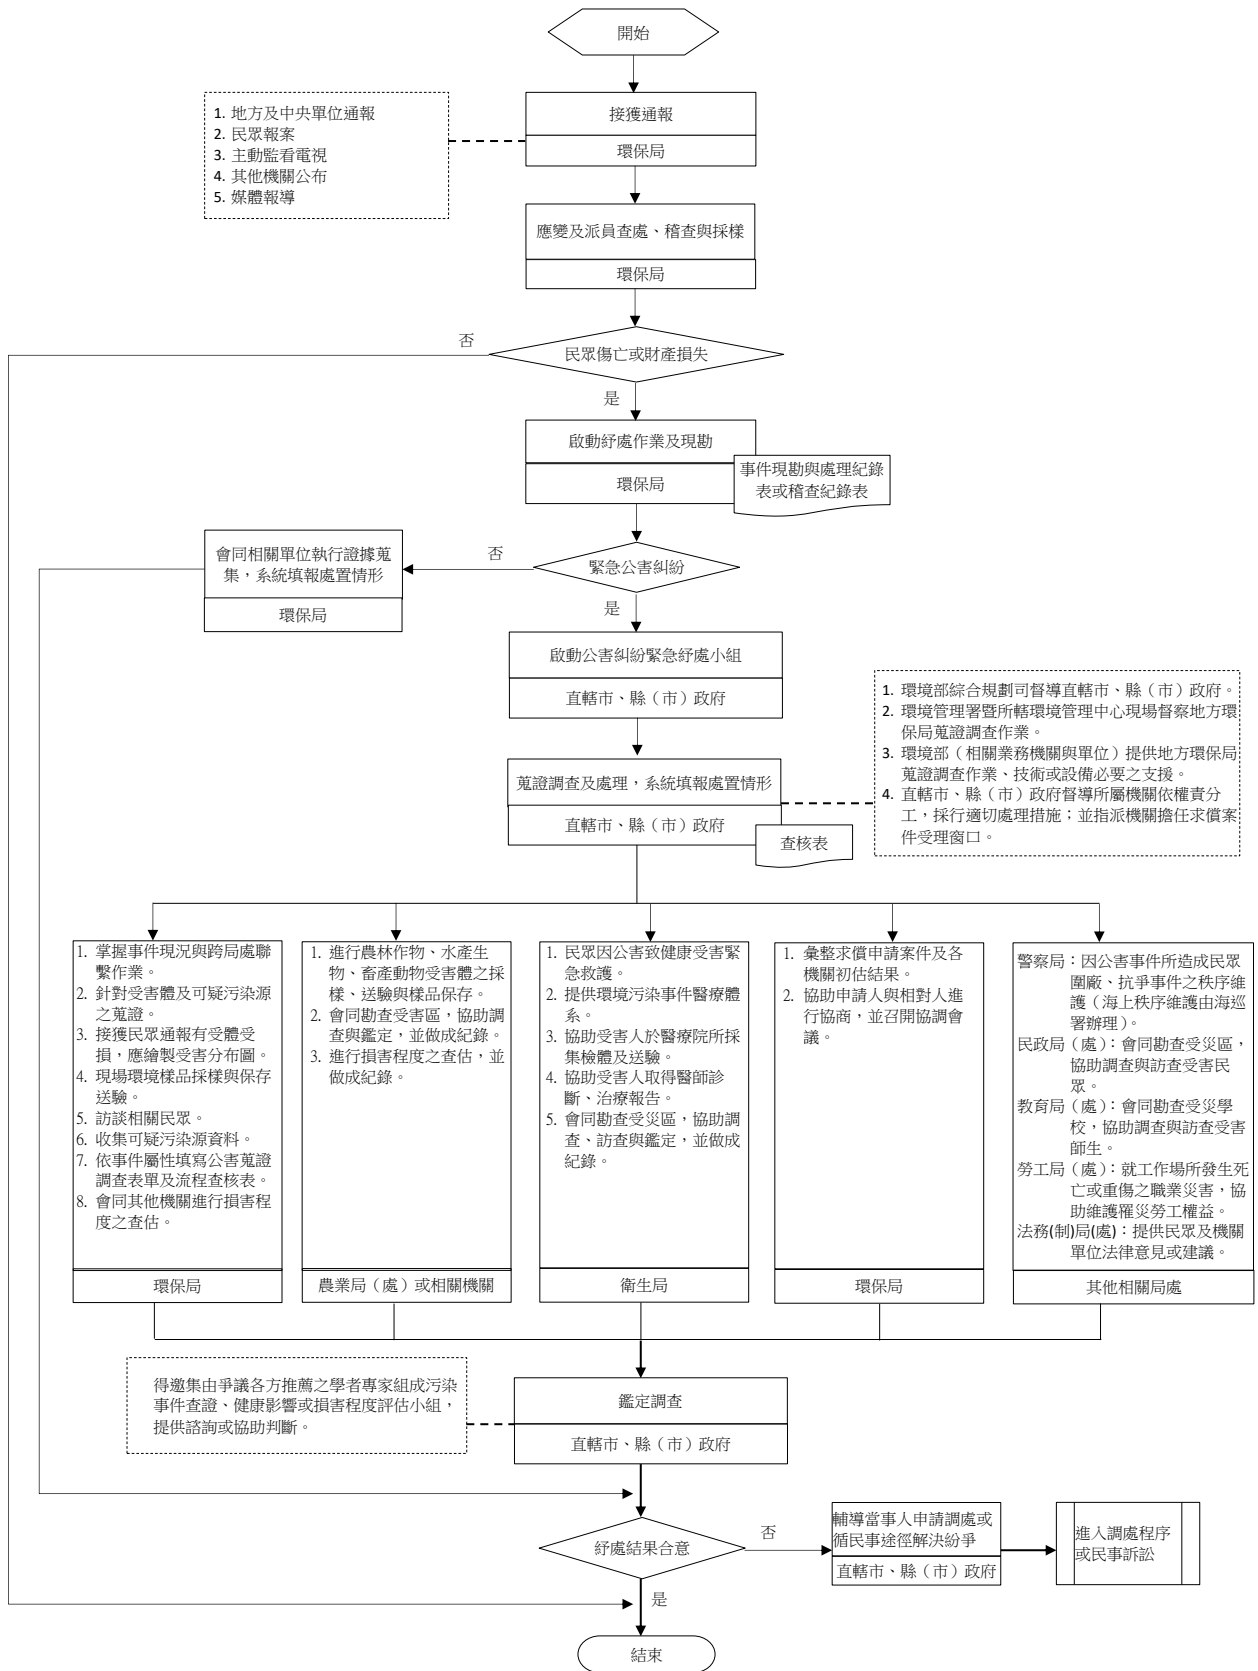 開始
1. 地方及中央單位通報
2. 民眾報案
3. 主動監看電視
4. 其他機關公布
5. 媒體報導
接獲通報
環保局
應變及派員查處、稽查與採樣
環保局
否
民眾傷亡或財產損失
是
啟動紓處作業及現勘
環保局
事件現勘與處理紀錄
表或稽查紀錄表
會同相關單位執行證據蒐
集，系統填報處置情形
環保局
否
緊急公害糾紛
是
啟動公害糾紛緊急紓處小組
直轄市、縣（市）政府
蒐證調查及處理，系統填報處置情形
直轄市、縣（市）政府
查核表
1. 環境部綜合規劃司督導直轄市、縣（市）政府。
2. 環境管理署暨所轄環境管理中心現場督察地方環
保局蒐證調查作業。
3. 環境部（相關業務機關與單位）提供地方環保局
蒐證調查作業、技術或設備必要之支援。
4. 直轄市、縣（市）政府督導所屬機關依權責分
工，採行適切處理措施；並指派機關擔任求償案
件受理窗口。
1. 掌握事件現況與跨局處聯
繫作業。
2. 針對受害體及可疑污染源
之蒐證。
3. 接獲民眾通報有受體受
損，應繪製受害分布圖。
4. 現場環境樣品採樣與保存
送驗。
5. 訪談相關民眾。
6. 收集可疑污染源資料。
7. 依事件屬性填寫公害蒐證
調查表單及流程查核表。
8. 會同其他機關進行損害程
度之查估。
環保局
1. 進行農林作物、水產生
物、畜產動物受害體之採
樣、送驗與樣品保存。
2. 會同勘查受害區，協助調
查與鑑定，並做成紀錄。
3. 進行損害程度之查估，並
做成紀錄。
農業局（處）或相關機關
1. 民眾因公害致健康受害緊
急救護。
2. 提供環境污染事件醫療體
系。
3. 協助受害人於醫療院所採
集檢體及送驗。
4. 協助受害人取得醫師診
斷、治療報告。
5. 會同勘查受災區，協助調
查、訪查與鑑定，並做成
紀錄。
衛生局
1. 彙整求償申請案件及各
機關初估結果。
2. 協助申請人與相對人進
行協商，並召開協調會
議。
環保局
警察局：因公害事件所造成民眾
圍廠、抗爭事件之秩序維
護（海上秩序維護由海巡
署辦理）。
民政局（處）：會同勘查受災區，
協助調查與訪查受害民
眾。
教育局（處）：會同勘查受災學
校，協助調查與訪查受害
師生。
勞工局（處）：就工作場所發生死
亡或重傷之職業災害，協
助維護罹災勞工權益。
法務(制)局(處)：提供民眾及機關
單位法律意見或建議。
其他相關局處
得邀集由爭議各方推薦之學者專家組成污染
事件查證、健康影響或損害程度評估小組，
提供諮詢或協助判斷。
鑑定調查
直轄市、縣（市）政府
紓處結果合意
否
輔導當事人申請調處或
循民事途徑解決紛爭
直轄市、縣（市）政府
進入調處程序
或民事訴訟
是
結束